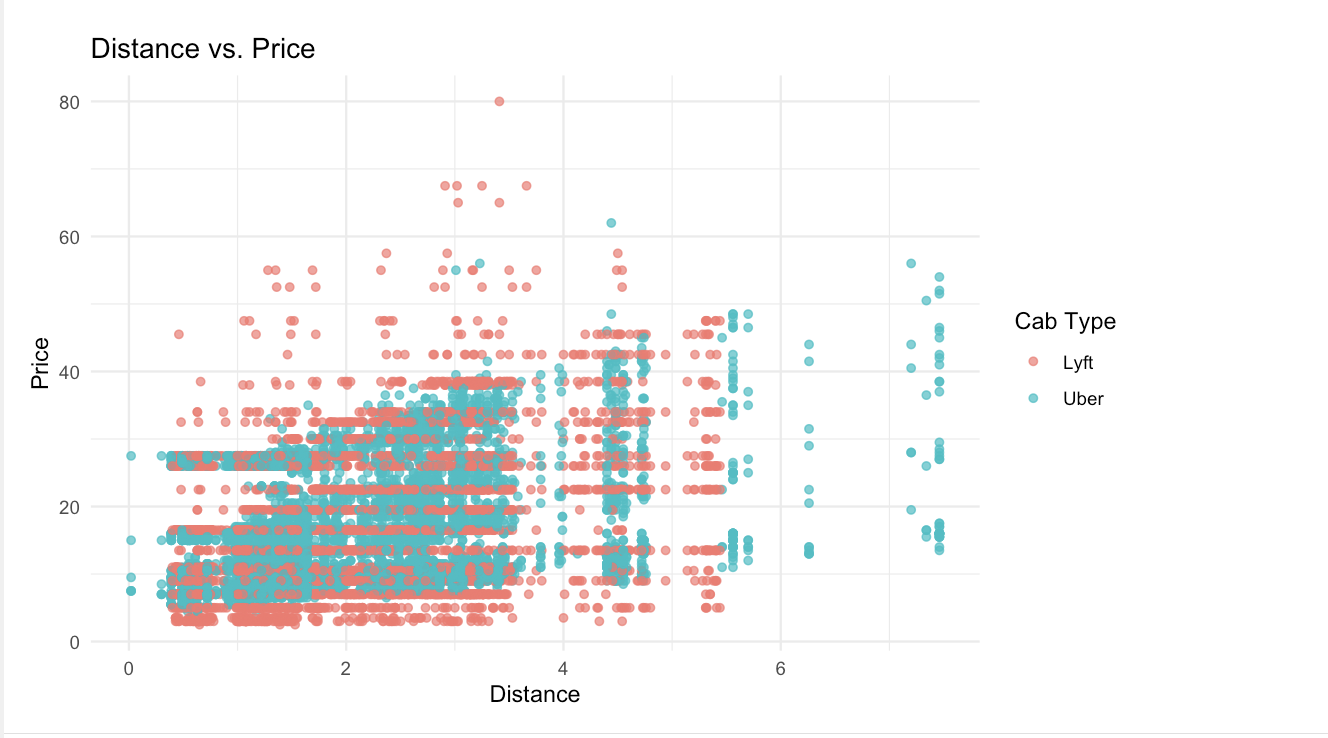 Distance vs. Price
80
60
40
20
0
Price
0 2 4 6
Distance
Cab Type
Lyft
Uber